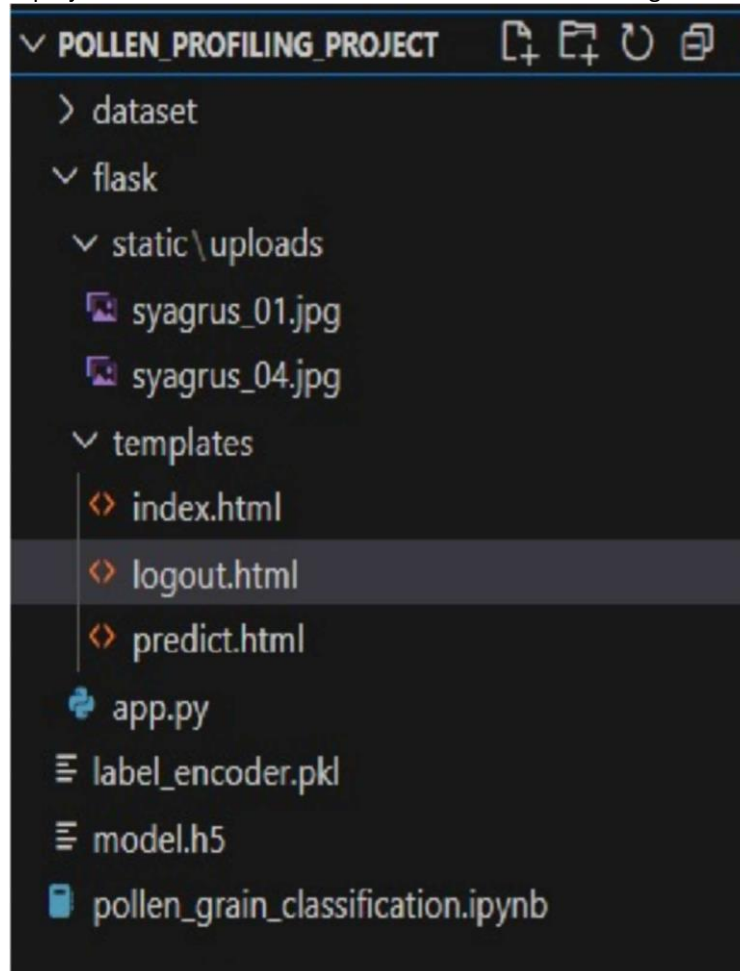 POLLEN_PROFILING_PROJECT
dataset
flask
static\uploads
syagrus_01.jpg
syagrus_04.jpg
templates
index.html
logout.html
predict.html
app.py
label_encoder.pkl
model.h5
pollen_grain_classification.ipynb